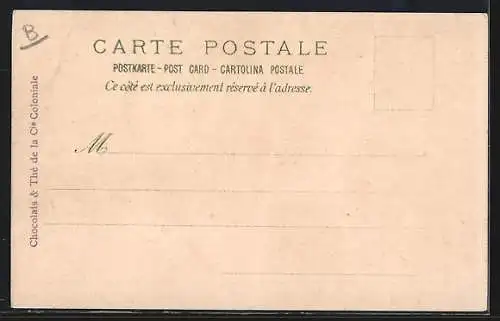 B
CARTE POSTALE
POSTKARTE - POST CARD - CARTOLINA POSTALE
Ce côté est exclusivement réservé à l'adresse.
M
Chocolats & Thé de la Cie Coloniale